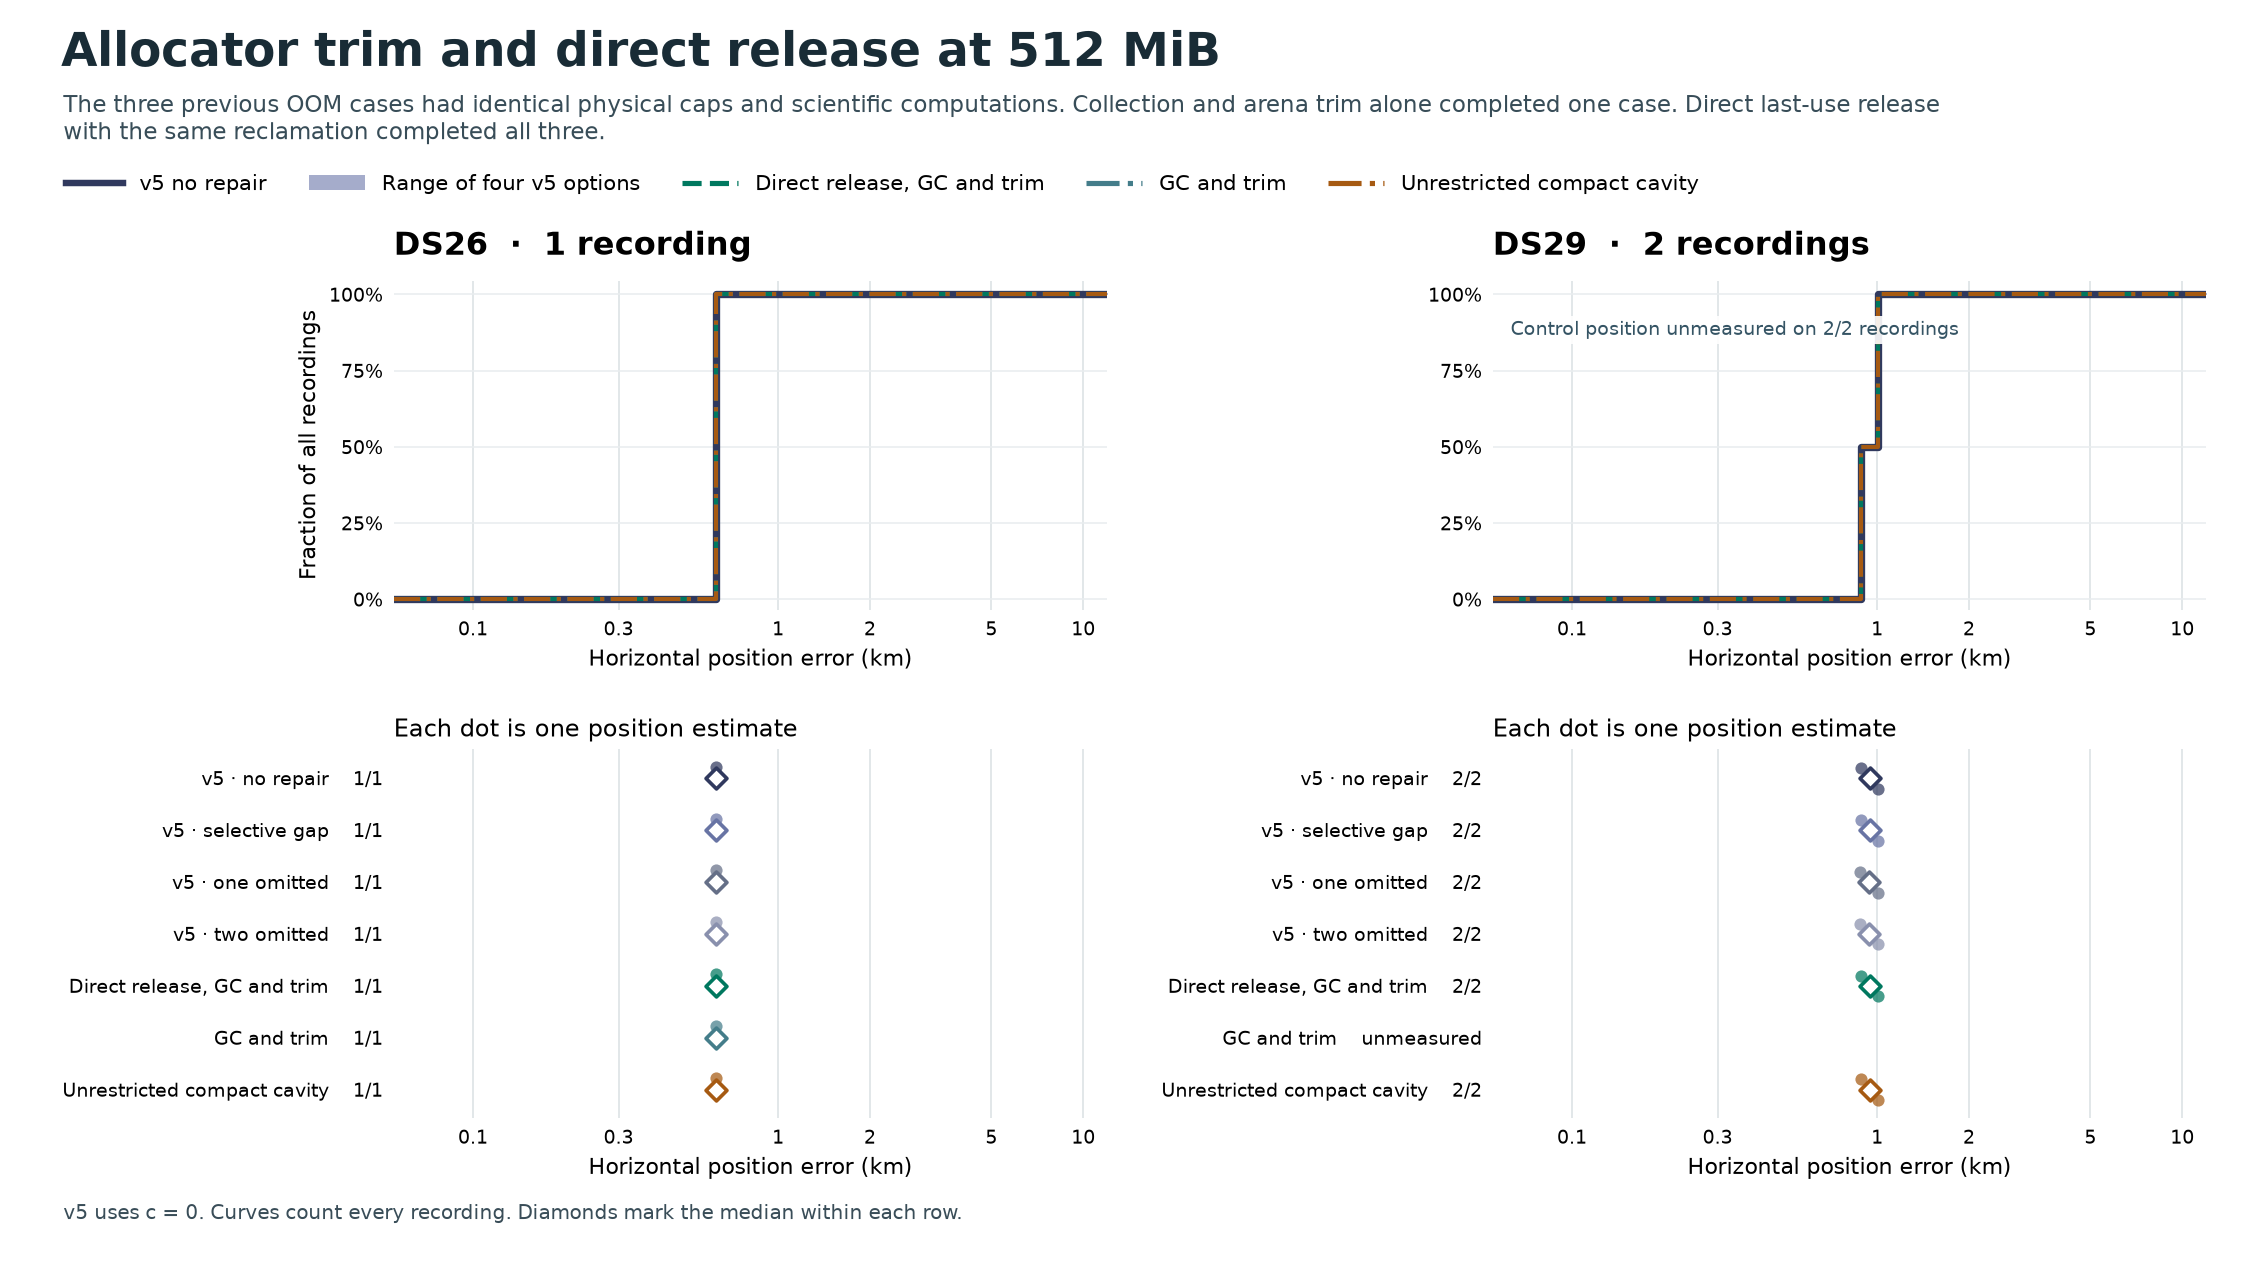 Allocator trim and direct release at 512 MiB
The three previous OOM cases had identical physical caps and scientific computations. Collection and arena trim alone completed one case. Direct last-use release
with the same reclamation completed all three.
v5 no repair
Range of four v5 options
Direct release, GC and trim
GC and trim
Unrestricted compact cavity
DS26 · 1 recording
Fraction of all recordings
100%
75%
50%
25%
0%
0.1 0.3 1 2 5 10
Horizontal position error (km)
DS29 · 2 recordings
100%
Control position unmeasured on 2/2 recordings
75%
50%
25%
0%
0.1 0.3 1 2 5 10
Horizontal position error (km)
Each dot is one position estimate
v5 · no repair 1/1
v5 · selective gap 1/1
v5 · one omitted 1/1
v5 · two omitted 1/1
Direct release, GC and trim 1/1
GC and trim 1/1
Unrestricted compact cavity 1/1
0.1 0.3 1 2 5 10
Horizontal position error (km)
Each dot is one position estimate
v5 · no repair 2/2
v5 · selective gap 2/2
v5 · one omitted 2/2
v5 · two omitted 2/2
Direct release, GC and trim 2/2
GC and trim unmeasured
Unrestricted compact cavity 2/2
0.1 0.3 1 2 5 10
Horizontal position error (km)
v5 uses c = 0. Curves count every recording. Diamonds mark the median within each row.